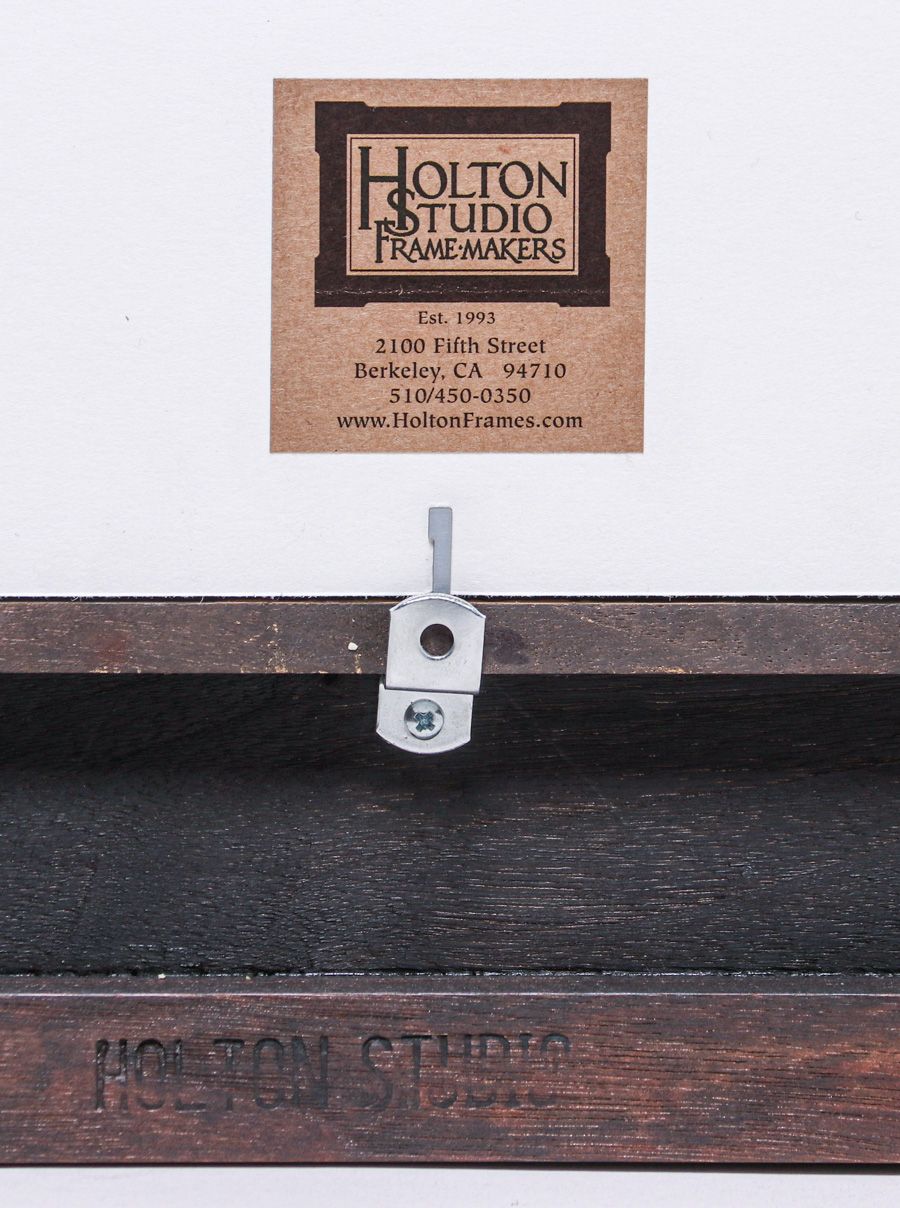 HOLTON
STUDIO
FRAME·MAKERS
Est. 1993
2100 Fifth Street
Berkeley, CA 94710
510/450-0350
www.HoltonFrames.com
HOLTON STUDIO